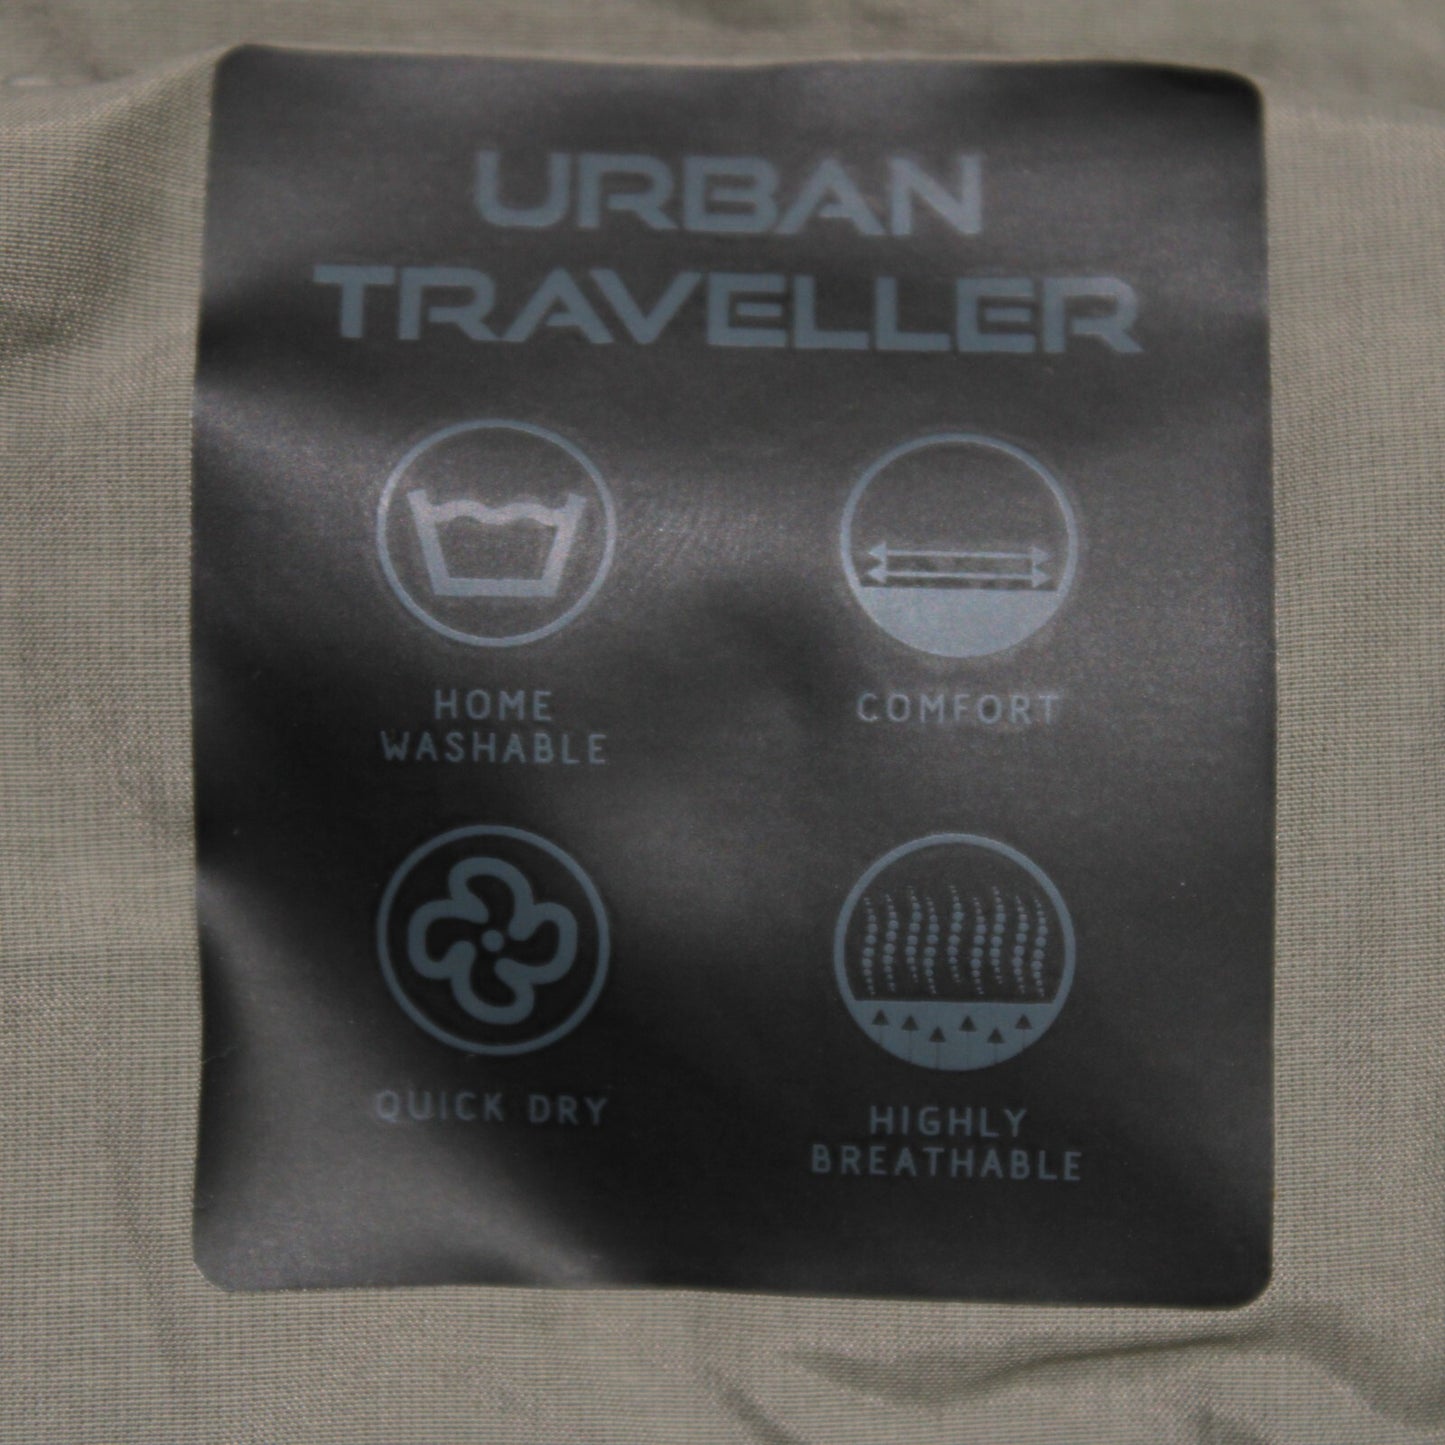 URBAN
TRAVELLER
HOME
WASHABLE
COMFORT
QUICK DRY
HIGHLY
BREATHABLE